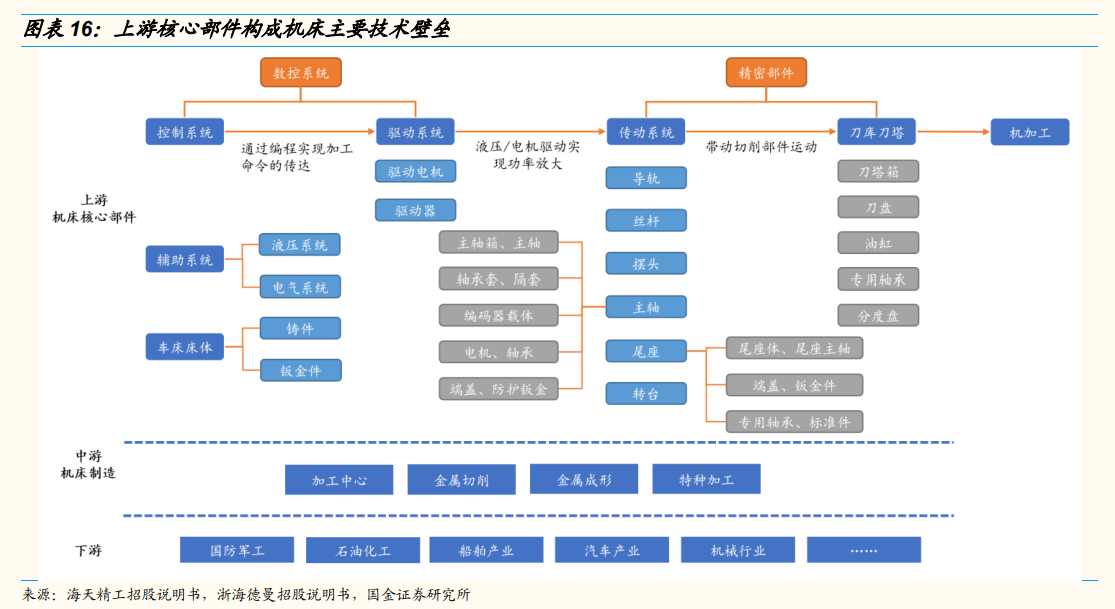 图表 16：上游核心部件构成机床主要技术壁垒
数控系统
精密部件
控制系统
驱动系统
传动系统
刀库刀塔
机加工
通过编程实现加工
命令的传达
液压/电机驱动实
现功率放大
带动切削部件运动
上游
机床核心部件
驱动电机
驱动器
导轨
丝杆
摆头
主轴
尾座
转台
刀塔箱
刀盘
油缸
专用轴承
分度盘
辅助系统
液压系统
电气系统
车床床体
铸件
钣金件
主轴箱、主轴
轴承套、隔套
编码器载体
电机、轴承
端盖、防护钣金
尾座体、尾座主轴
端盖、钣金件
专用轴承、标准件
中游
机床制造
加工中心
金属切削
金属成形
特种加工
下游
国防军工
石油化工
船舶产业
汽车产业
机械行业
……
来源：海天精工招股说明书，浙海德曼招股说明书，国金证券研究所